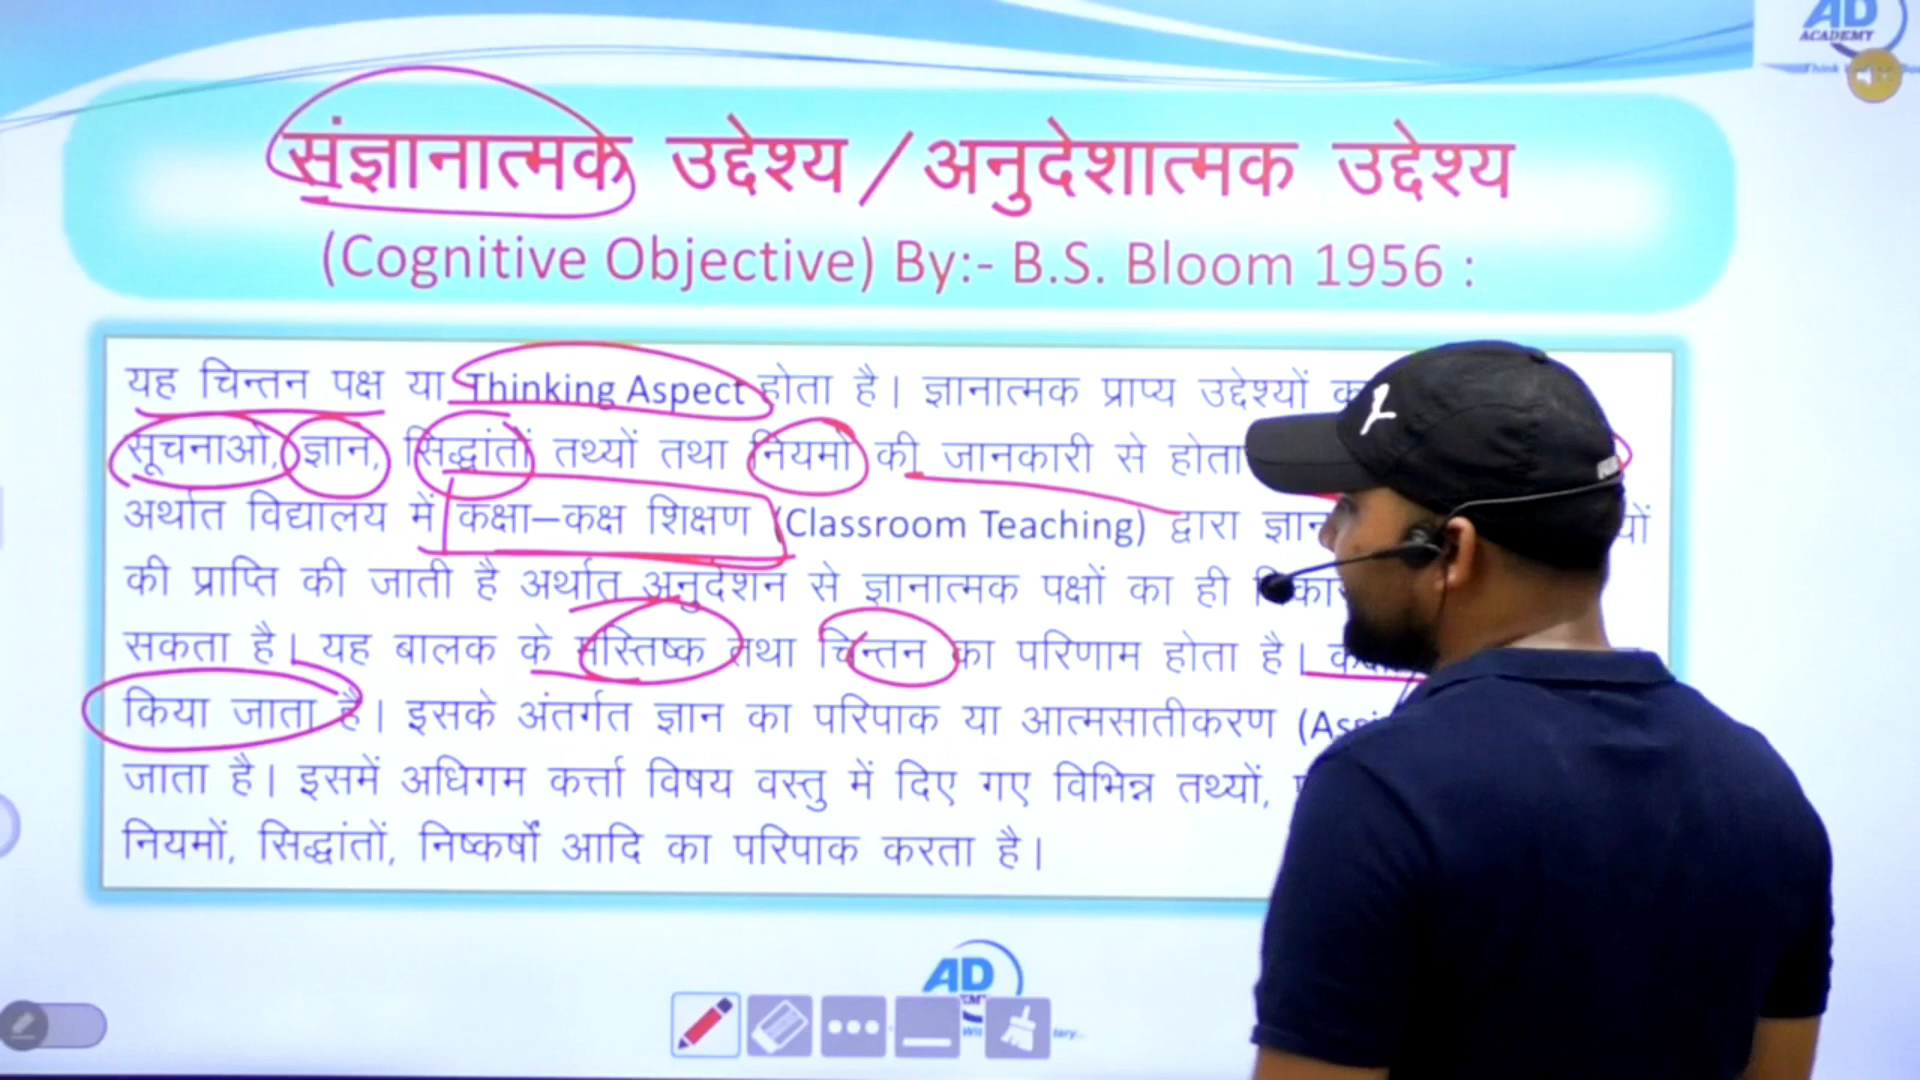 AD
ACADEMY
संज्ञानात्मक उद्देश्य / अनुदेशात्मक उद्देश्य
(Cognitive Objective) By:- B.S. Bloom 1956 :
यह चिन्तन पक्ष या Thinking Aspect होता है। ज्ञानात्मक प्राप्य उद्देश्यों
सूचनाओं, ज्ञान, सिद्धांतों तथ्यों तथा नियमों की जानकारी से होता
अर्थात विद्यालय में कक्षा–कक्ष शिक्षण (Classroom Teaching) द्वारा
की प्राप्ति की जाती है अर्थात अनुदेशन से ज्ञानात्मक पक्षों का ही
सकता है। यह बालक के मस्तिष्क तथा चिन्तन का परिणाम होता है।
किया जाता है। इसके अंतर्गत ज्ञान का परिपाक या आत्मसातीकरण
जाता है। इसमें अधिगम कर्त्ता विषय वस्तु में दिए गए विभिन्न तथ्यों,
नियमों, सिद्धांतों, निष्कर्षों आदि का परिपाक करता है।
AD